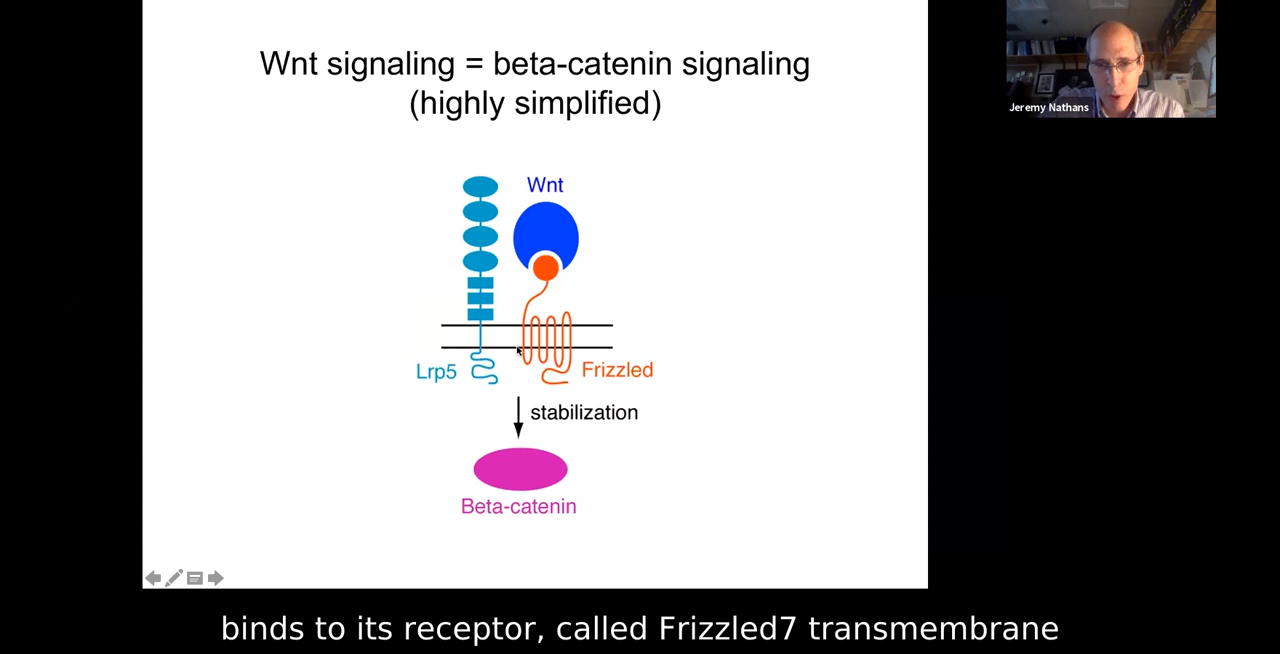 Wnt signaling = beta-catenin signaling
(highly simplified)
Jeremy Nathans
Wnt
Lrp5
Frizzled
stabilization
Beta-catenin
binds to its receptor, called Frizzled7 transmembrane